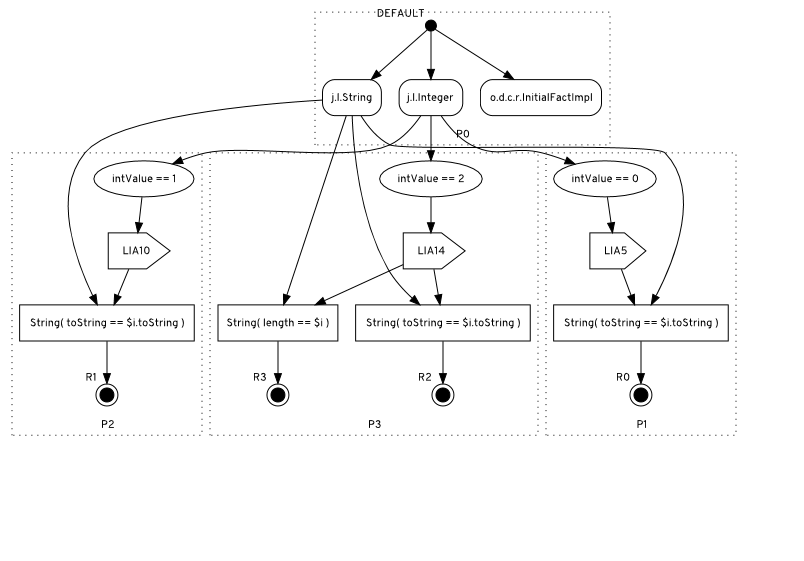 DEFAULT
j.l.String
j.l.Integer
o.d.c.r.InitialFactImpl
P0
intValue == 1
intValue == 2
intValue == 0
LIA10
LIA14
LIA5
String( toString == $i.toString )
String( length == $i )
String( toString == $i.toString )
String( toString == $i.toString )
R1
R3
R2
R0
P2
P3
P1